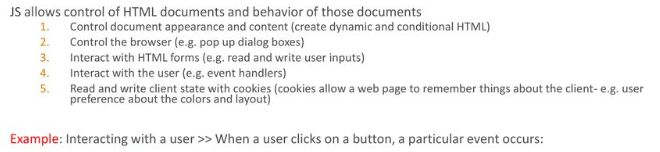 JS allows control of HTML documents and behavior of those documents
1. Control document appearance and content (create dynamic and conditional HTML)
2. Control the browser (e.g. pop up dialog boxes)
3. Interact with HTML forms (e.g. read and write user inputs)
4. Interact with the user (e.g. event handlers)
5. Read and write client state with cookies (cookies allow a web page to remember things about the client- e.g. user
preference about the colors and layout)
Example: Interacting with a user >> When a user clicks on a button, a particular event occurs: